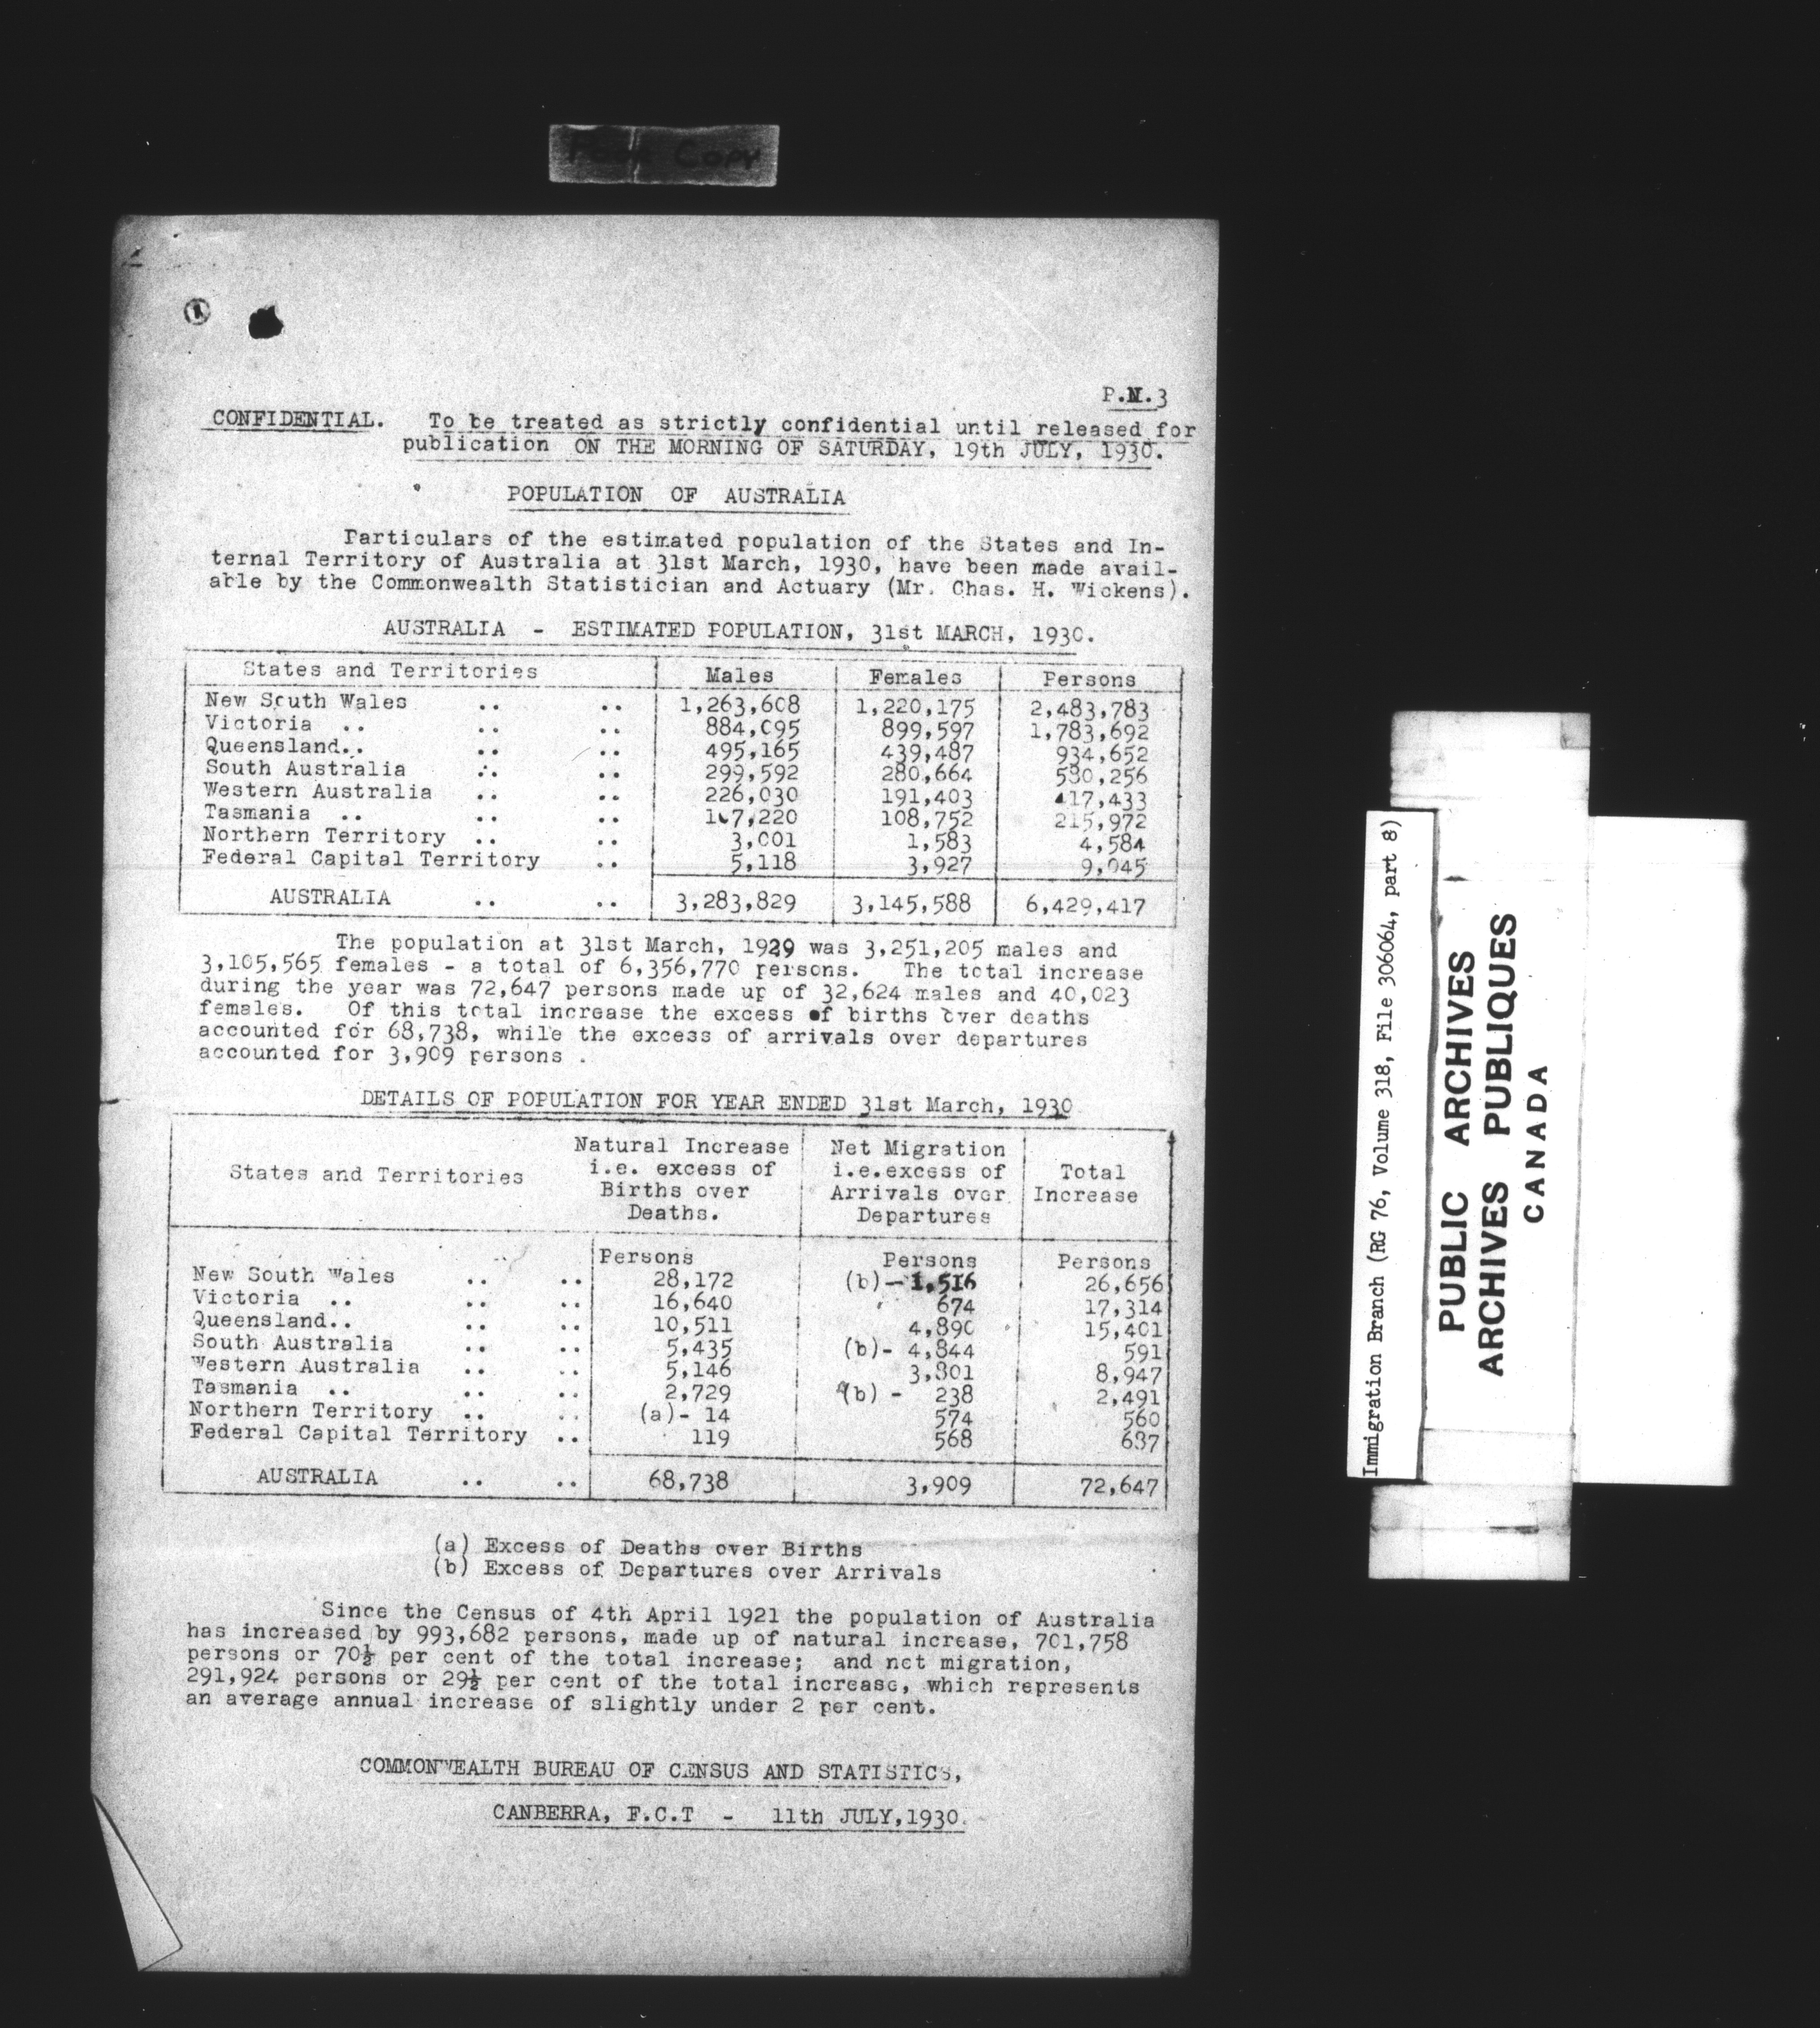 Poor Copy
P.N.3
CONFIDENTIAL. To be treated as strictly confidential until released for
publication ON THE MORNING OF SATURDAY, 19th JULY, 1930.
POPULATION OF AUSTRALIA
Particulars of the estimated population of the States and In-
ternal Territory of Australia at 31st March, 1930, have been made avail-
able by the Commonwealth Statistician and Actuary (Mr. Chas. H. Wickens).
AUSTRALIA - ESTIMATED POPULATION, 31st MARCH, 1930.
States and Territories Males Females Persons
New South Wales .. .. 1,263,608 1,220,175 2,483,783
Victoria .. .. .. 884,095 899,597 1,783,692
Queensland.. .. .. 495,165 439,487 934,652
South Australia .. .. 299,592 280,664 580,256
Western Australia .. .. 226,030 191,403 417,433
Tasmania .. .. .. 107,220 108,752 215,972
Northern Territory .. .. 3,001 1,583 4,584
Federal Capital Territory .. 5,118 3,927 9,045
AUSTRALIA .. .. 3,283,829 3,145,588 6,429,417
The population at 31st March, 1929 was 3,251,205 males and
3,105,565 females - a total of 6,356,770 persons. The total increase
during the year was 72,647 persons made up of 32,624 males and 40,023
females. Of this total increase the excess of births over deaths
accounted for 68,738, while the excess of arrivals over departures
accounted for 3,909 persons .
DETAILS OF POPULATION FOR YEAR ENDED 31st March, 1930
States and Territories
Natural Increase
i.e. excess of
Births over
Deaths.
Net Migration
i.e.excess of
Arrivals over
Departures
Total
Increase
Persons Persons Persons
New South Wales .. .. 28,172 (b)- 1,516 26,656
Victoria .. .. .. 16,640 674 17,314
Queensland.. .. .. 10,511 4,890 15,401
South Australia .. .. 5,435 (b)- 4,844 591
Western Australia .. .. 5,146 3,801 8,947
Tasmania .. .. .. 2,729 (b) - 238 2,491
Northern Territory .. .. (a)- 14 574 560
Federal Capital Territory .. 119 568 687
AUSTRALIA .. .. 68,738 3,909 72,647
(a) Excess of Deaths over Births
(b) Excess of Departures over Arrivals
Since the Census of 4th April 1921 the population of Australia
has increased by 993,682 persons, made up of natural increase, 701,758
persons or 70½ per cent of the total increase; and net migration,
291,924 persons or 29½ per cent of the total increase, which represents
an average annual increase of slightly under 2 per cent.
COMMONWEALTH BUREAU OF CENSUS AND STATISTICS,
CANBERRA, F.C.T - 11th JULY,1930.
Immigration Branch (RG 76, Volume 318, File 306064, part 8)
PUBLIC ARCHIVES
ARCHIVES PUBLIQUES
CANADA